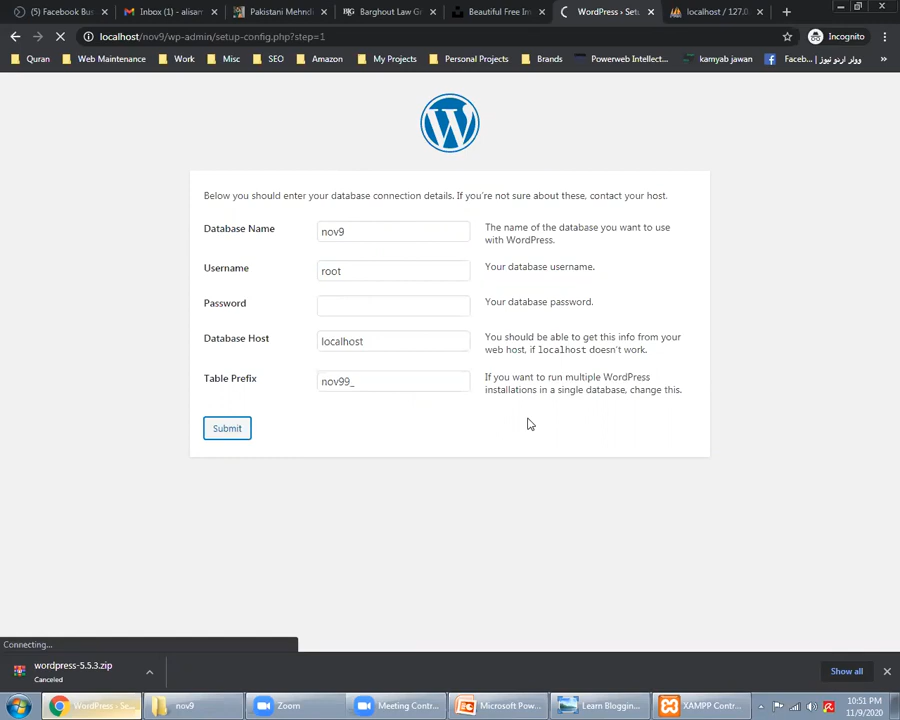 (5) Facebook Bus
Inbox (2) - alisam
Pakistani Mehndi
Barghout Law Gr
Beautiful Free Im
WordPress › Setu
localhost / 127.0
localhost/nov9/wp-admin/setup-config.php?step=1
Incognito
Quran
Web Maintenance
Work
Misc
SEO
Amazon
My Projects
Personal Projects
Brands
Powerweb Intellect...
kamyab jawan
Faceb... | وولر اردو نیوز
»
Below you should enter your database connection details. If you're not sure about these, contact your host.
Database Name
nov9
The name of the database you want to use
with WordPress.
Username
root
Your database username.
Password
Your database password.
Database Host
localhost
You should be able to get this info from your
web host, if localhost doesn't work.
Table Prefix
nov99_
If you want to run multiple WordPress
installations in a single database, change this.
Submit
Connecting...
wordpress-5.5.3.zip
Canceled
Show all
WordPress - Se...
nov9
Zoom
Meeting Contr...
Microsoft Pow...
Learn Bloggin...
XAMPP Contr...
10:51 PM
11/9/2020